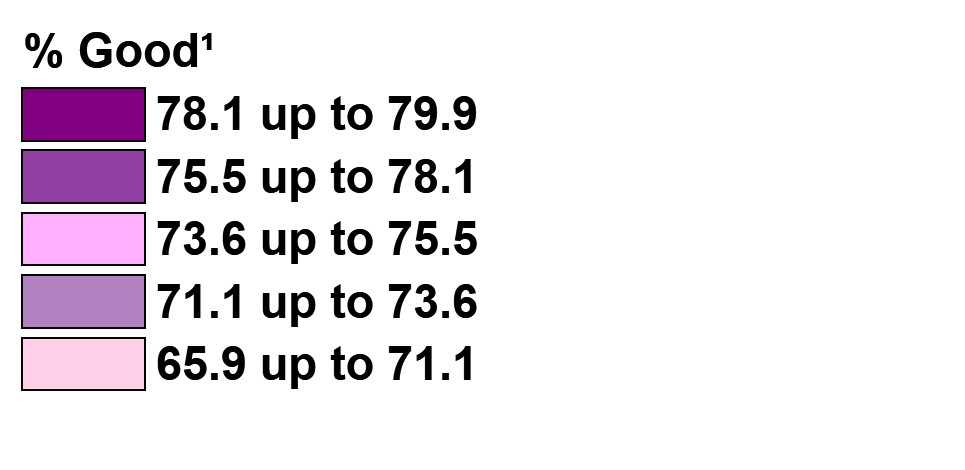 % Good¹
78.1 up to 79.9
75.5 up to 78.1
73.6 up to 75.5
71.1 up to 73.6
65.9 up to 71.1